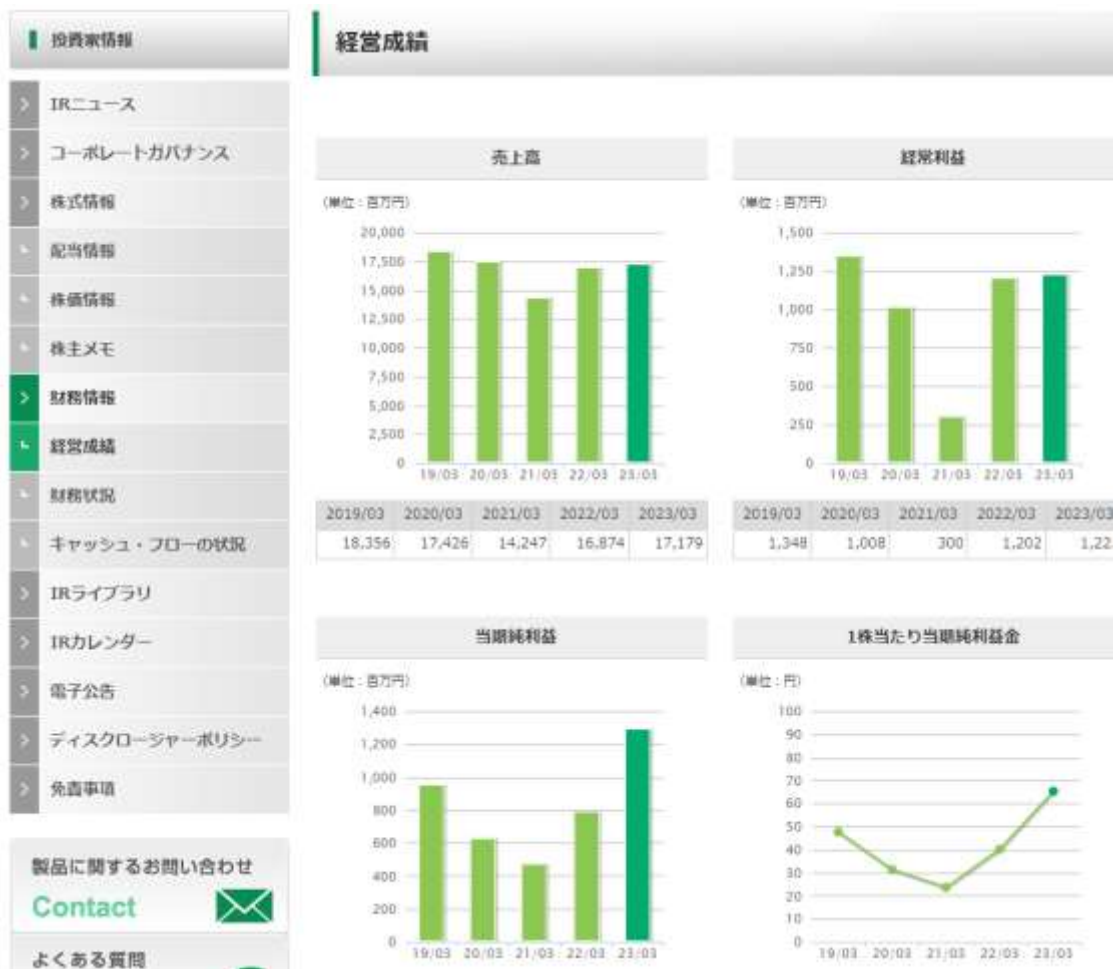 投資家情報
IRニュース
コーポレートガバナンス
株式情報
配当情報
株価情報
株主メモ
財務情報
経営成績
財務状況
キャッシュ・フローの状況
IRライブラリ
IRカレンダー
電子公告
ディスクロージャーポリシー
免責事項
製品に関するお問い合わせ
Contact
よくある質問
経営成績
売上高
（単位：百万円）
20,000
17,500
15,000
12,500
10,000
7,500
5,000
2,500
0
19/03 20/03 21/03 22/03 23/03
2019/03 2020/03 2021/03 2022/03 2023/03
18,356 17,426 14,247 16,874 17,179
経常利益
（単位：百万円）
1,500
1,250
1,000
750
500
250
0
19/03 20/03 21/03 22/03 23/03
2019/03 2020/03 2021/03 2022/03 2023/03
1,348 1,008 300 1,202 1,22
当期純利益
（単位：百万円）
1,400
1,200
1,000
800
600
400
200
0
19/03 20/03 21/03 22/03 23/03
1株当たり当期純利益金
（単位：円）
100
90
80
70
60
50
40
30
20
10
0
19/03 20/03 21/03 22/03 23/03